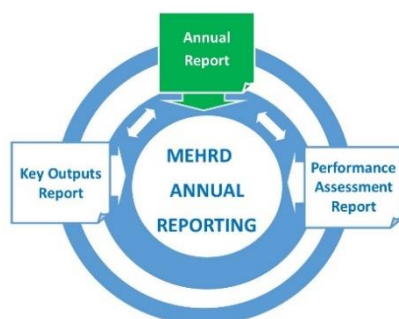 Annual
Report
Key Outputs
Report
MEHRD
ANNUAL
REPORTING
Performance
Assessment
Report